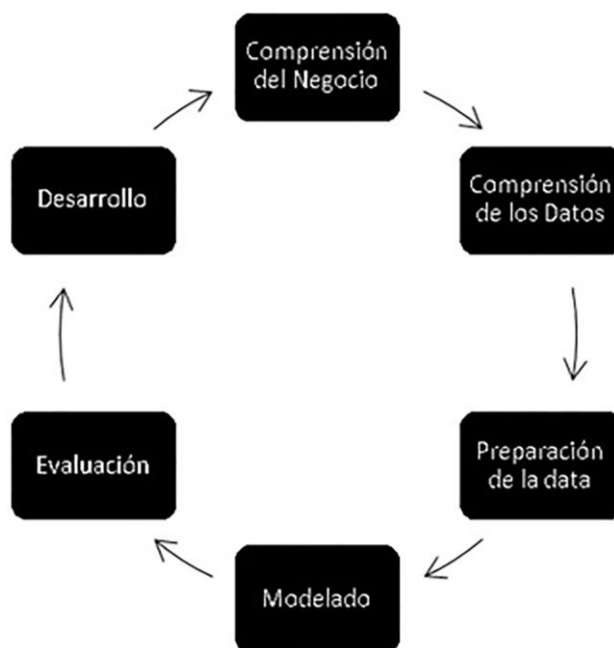 Comprensión
del Negocio
Comprensión
de los Datos
Preparación
de la data
Modelado
Evaluación
Desarrollo